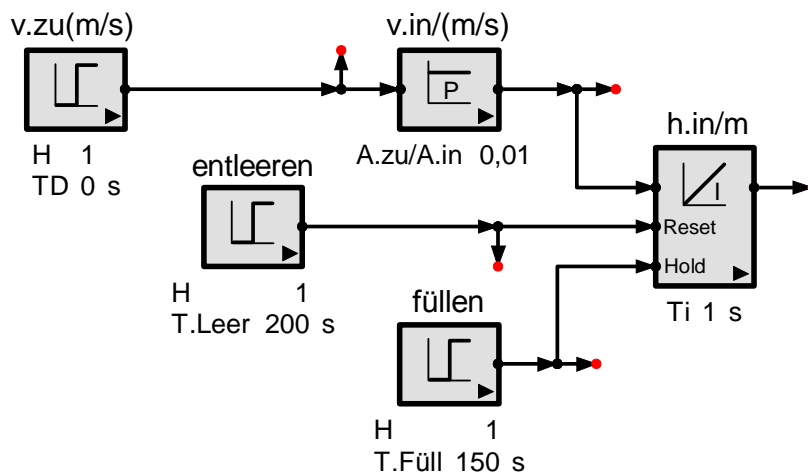 v.zu(m/s)
v.in/(m/s)
P
h.in/m
H 1
TD 0 s
A.zu/A.in 0,01
I
entleeren
Reset
Hold
H 1
T.Leer 200 s
füllen
Ti 1 s
H 1
T.Füll 150 s